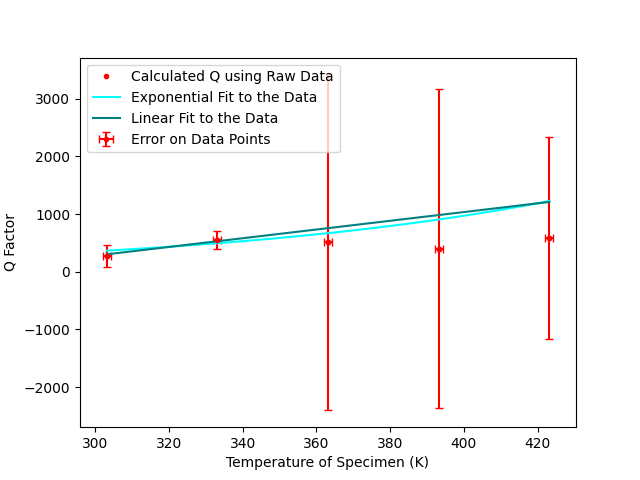 Calculated Q using Raw Data
Exponential Fit to the Data
Linear Fit to the Data
Error on Data Points
3000
2000
1000
0
−1000
−2000
Q Factor
300 320 340 360 380 400 420
Temperature of Specimen (K)